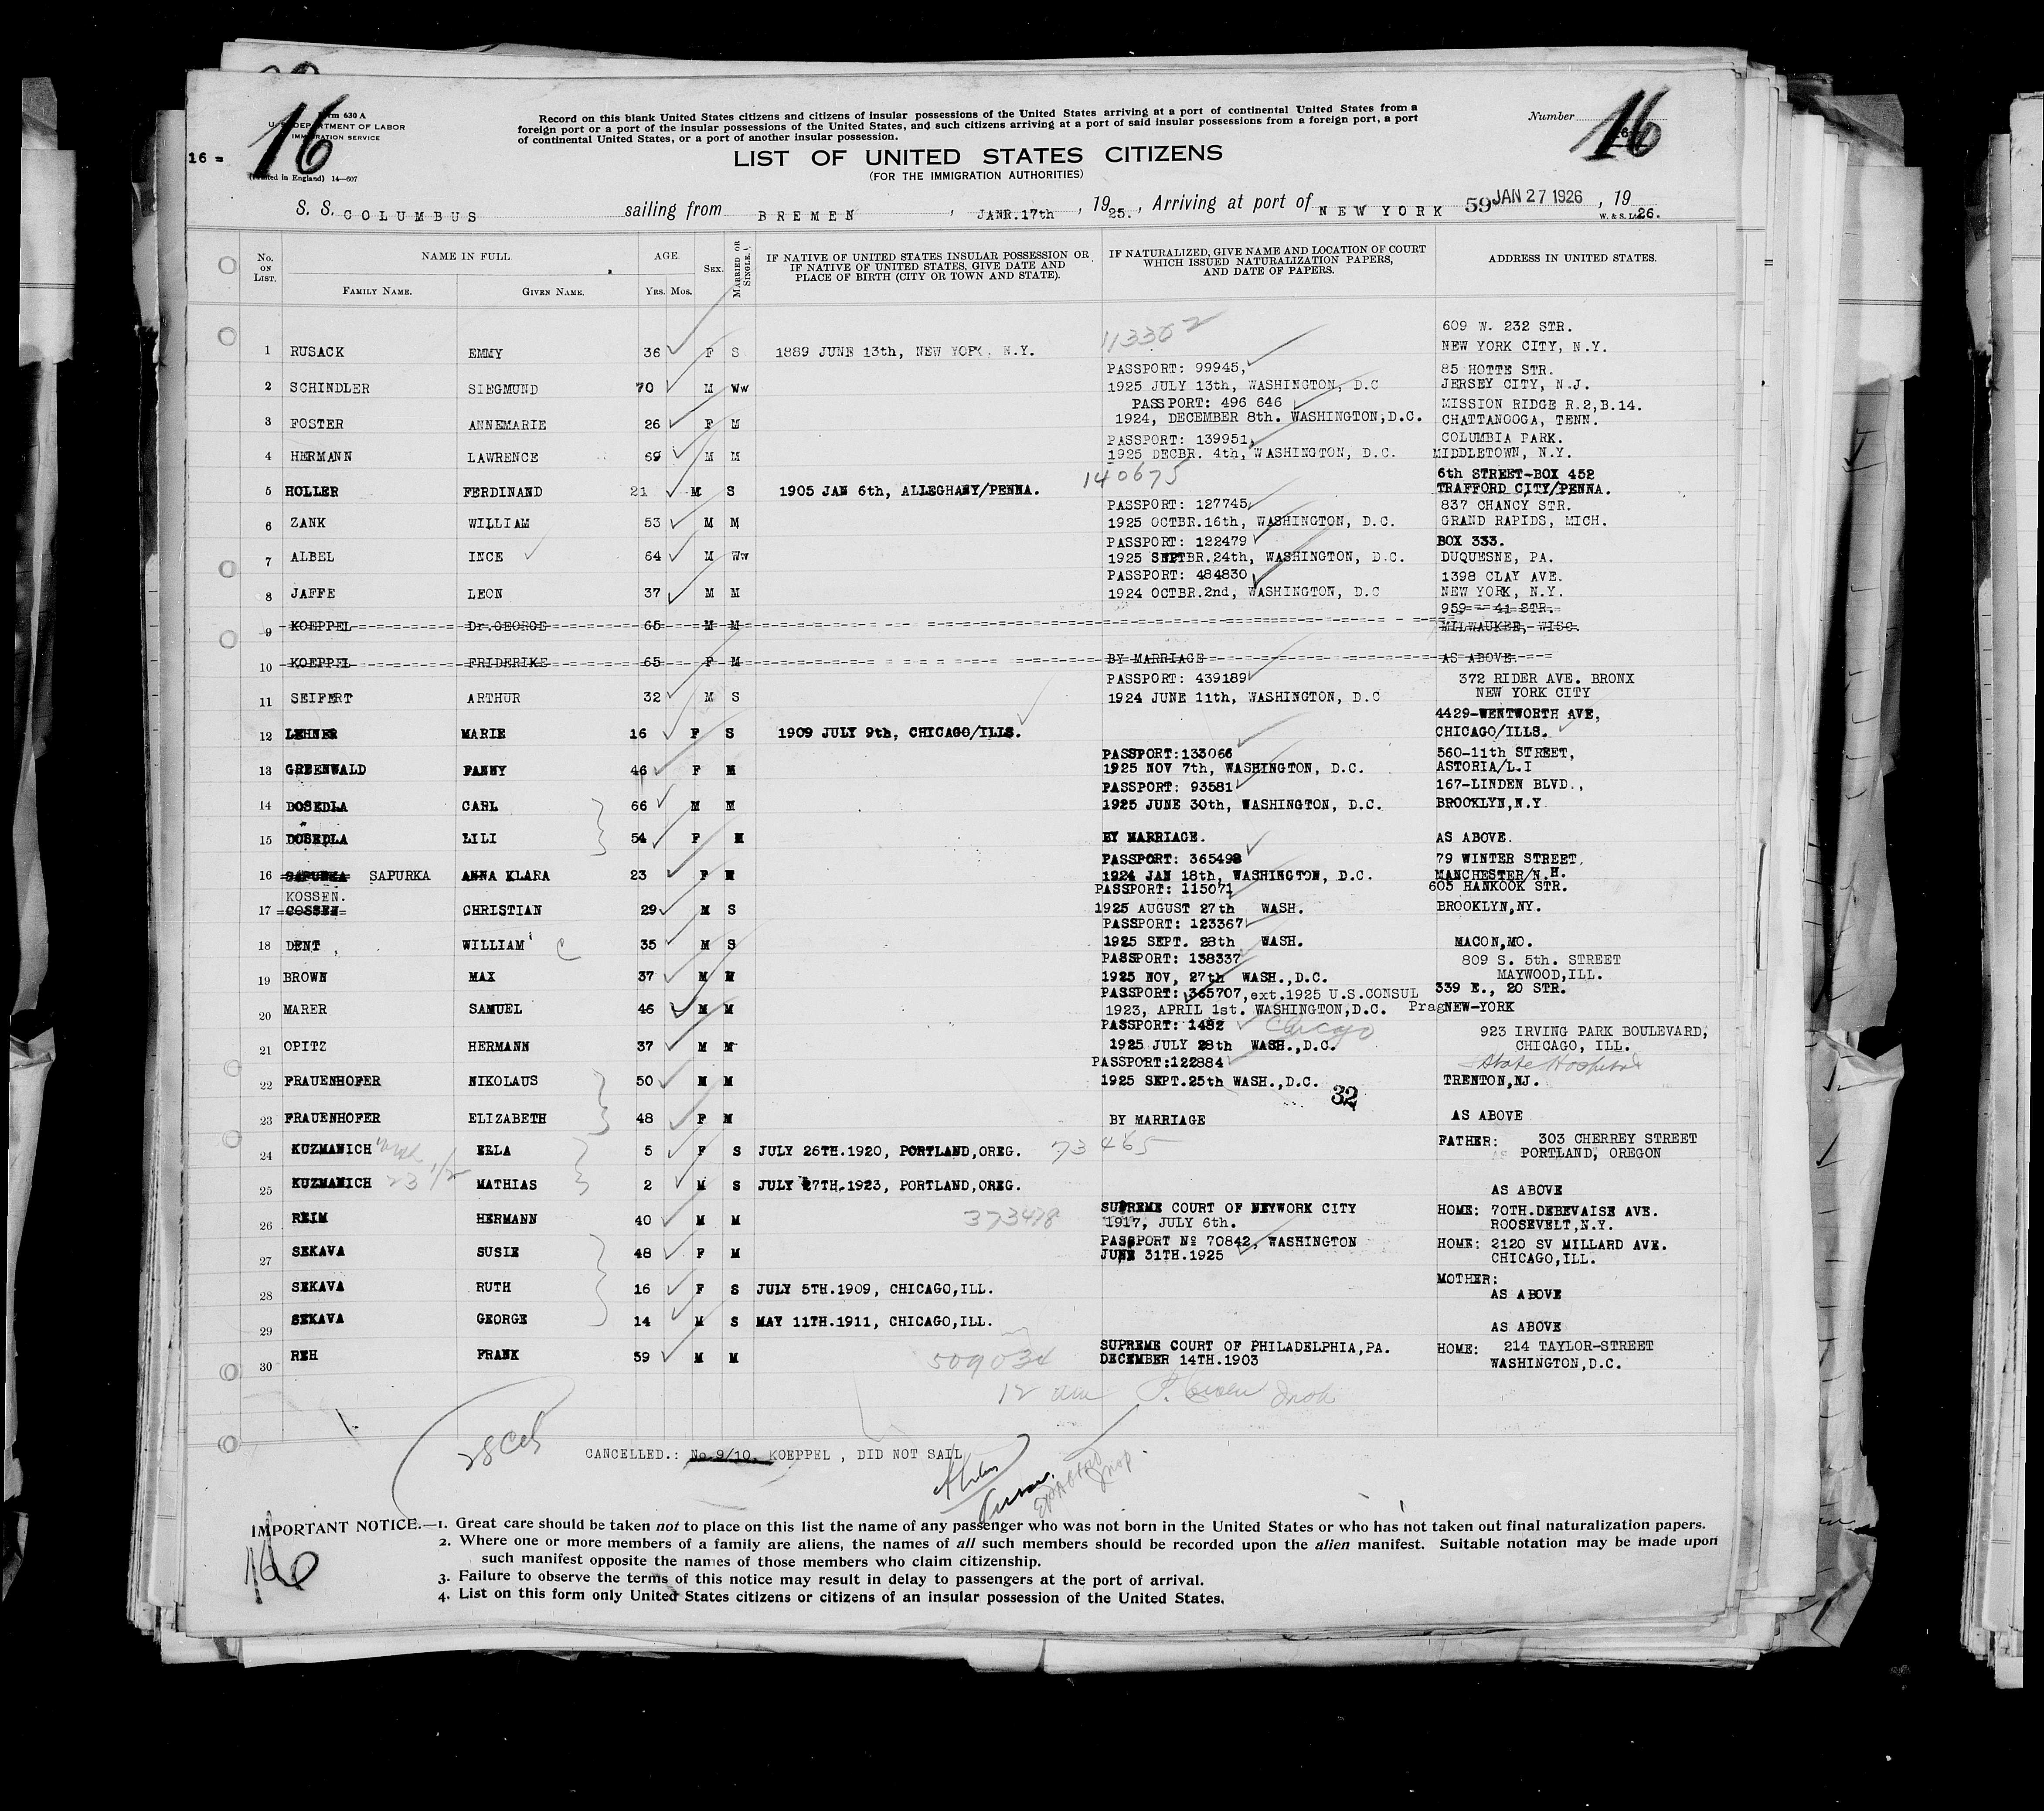 16
Form 630 A
U. S. DEPARTMENT OF LABOR
IMMIGRATION SERVICE
16 =
(Printed in England) 14—607
Record on this blank United States citizens and citizens of insular possessions of the United States arriving at a port of continental United States from a
foreign port or a port of the insular possessions of the United States, and such citizens arriving at a port of said insular possessions from a foreign port, a port
of continental United States, or a port of another insular possession.
Number
16
LIST OF UNITED STATES CITIZENS
(FOR THE IMMIGRATION AUTHORITIES)
S. S. COLUMBUS sailing from BREMEN, JANR.17th, 1925., Arriving at port of NEW YORK 59 JAN 27 1926, 1926.
W. & S. Ltd.
No. ON LIST. NAME IN FULL AGE SEX. MARRIED OR SINGLE. IF NATIVE OF UNITED STATES INSULAR POSSESSION OR IF NATIVE OF UNITED STATES, GIVE DATE AND PLACE OF BIRTH (CITY OR TOWN AND STATE). IF NATURALIZED, GIVE NAME AND LOCATION OF COURT WHICH ISSUED NATURALIZATION PAPERS, AND DATE OF PAPERS. ADDRESS IN UNITED STATES.
FAMILY NAME. GIVEN NAME. Yrs. Mos.
113362 609 W. 232 STR.
1 RUSACK EMMY 36 F S 1889 JUNE 13th, NEW YORK, N.Y. NEW YORK CITY, N.Y.
PASSPORT: 99945, 85 HOTTE STR.
2 SCHINDLER SIEGMUND 70 M Ww 1925 JULY 13th, WASHINGTON, D.C JERSEY CITY, N.J.
PASSPORT: 496 646 MISSION RIDGE R.2,B.14.
3 FOSTER ANNEMARIE 26 F M 1924, DECEMBER 8th. WASHINGTON,D.C. CHATTANOOGA, TENN.
PASSPORT: 139951, COLUMBIA PARK.
4 HERMANN LAWRENCE 69 M M 1925 DECBR. 4th, WASHINGTON, D.C. MIDDLETOWN, N.Y.
140675 6th STREET-BOX 452
5 HOLLER FERDINAND 21 M S 1905 JAN 6th, ALLEGHANY/PENNA. TRAFFORD CITY/PENNA.
PASSPORT: 127745, 837 CHANCY STR.
6 ZANK WILLIAM 53 M M 1925 OCTBR.16th, WASHINGTON, D.C. GRAND RAPIDS, MICH.
PASSPORT: 122479 BOX 333.
7 ALBEL INCE 64 M Ww 1925 SEPTBR.24th, WASHINGTON, D.C. DUQUESNE, PA.
PASSPORT: 484830 1398 CLAY AVE.
8 JAFFE LEON 37 M M 1924 OCTBR.2nd, WASHINGTON, D.C NEW YORK, N.Y.
959 - 41 STR.
9 KOEPPEL Dr.GEORGE 65 M M MILWAUKEE, WISC.
10 KOEPPEL FRIDERIKE 65 F M BY MARRIAGE AS ABOVE.
PASSPORT: 439189 372 RIDER AVE. BRONX
11 SEIFERT ARTHUR 32 M S 1924 JUNE 11th, WASHINGTON, D.C NEW YORK CITY
4429-WENTWORTH AVE,
12 LEHNER MARIE 16 F S 1909 JULY 9th, CHICAGO/ILLS. CHICAGO/ILLS.
PASSPORT:133066 560-11th STREET,
13 GREENWALD FANNY 46 F M 1925 NOV 7th, WASHINGTON, D.C. ASTORIA/L.I
PASSPORT: 93581 167-LINDEN BLVD.,
14 DOSEDLA CARL 66 M M 1925 JUNE 30th, WASHINGTON, D.C. BROOKLYN,N.Y
15 DOSEDLA LILI 54 F M BY MARRIAGE. AS ABOVE.
PASSPORT: 365498 79 WINTER STREET,
16 SAPUNKA SAPURKA ANNA KLARA 23 F M 1924 JAN 18th, WASHINGTON, D.C. MANCHESTER/N.H.
KOSSEN. PASSPORT: 115071 605 HANKOOK STR.
17 COSSEN CHRISTIAN 29 M S 1925 AUGUST 27th WASH. BROOKLYN,NY.
PASSPORT: 123367
18 DENT, WILLIAM C 35 M S 1925 SEPT. 28th WASH. MACON,MO.
PASSPORT: 138337 809 S. 5th. STREET
19 BROWN MAX 37 M M 1925 NOV, 27th WASH.,D.C. MAYWOOD,ILL.
PASSPORT: 365707,ext.1925 U.S.CONSUL 339 E., 20 STR.
20 MARER SAMUEL 46 M M 1923, APRIL 1st. WASHINGTON,D.C. Prag NEW-YORK
PASSPORT: 1482 Chicago 923 IRVING PARK BOULEVARD,
21 OPITZ HERMANN 37 M M 1925 JULY 28th WASH.,D.C. CHICAGO, ILL.
PASSPORT:122884 State Hospital
22 FRAUENHOFER NIKOLAUS 50 M M 1925 SEPT.25th WASH.,D.C. TRENTON,NJ.
32
23 FRAUENHOFER ELIZABETH 48 F M BY MARRIAGE AS ABOVE
FATHER: 303 CHERREY STREET
24 KUZMANICH ERLA 5 F S JULY 26TH.1920, PORTLAND,OREG. 73465 PORTLAND, OREGON
23 1/2
25 KUZMANICH MATHIAS 2 M S JULY 27TH.1923, PORTLAND,OREG. AS ABOVE
SUPREME COURT OF NEWYORK CITY HOME: 70TH.DEBEVAISE AVE.
26 REIM HERMANN 40 M M 373478 1917, JULY 6th. ROOSEVELT,N.Y.
PASSPORT No 70842, WASHINGTON HOME: 2120 SV MILLARD AVE.
27 SEKAVA SUSIE 48 F M JUNE 31TH.1925 CHICAGO,ILL.
MOTHER:
28 SEKAVA RUTH 16 F S JULY 5TH.1909, CHICAGO,ILL. AS ABOVE
29 SEKAVA GEORGE 14 M S MAY 11TH.1911, CHICAGO,ILL. AS ABOVE
SUPREME COURT OF PHILADELPHIA,PA. HOME: 214 TAYLOR-STREET
30 REH FRANK 59 M M 509034 DECEMBER 14TH.1903 WASHINGTON,D.C.
CANCELLED.: No.9/10, KOEPPEL , DID NOT SAIL
IMPORTANT NOTICE.—1. Great care should be taken not to place on this list the name of any passenger who was not born in the United States or who has not taken out final naturalization papers.
2. Where one or more members of a family are aliens, the names of all such members should be recorded upon the alien manifest. Suitable notation may be made upon
such manifest opposite the names of those members who claim citizenship.
3. Failure to observe the terms of this notice may result in delay to passengers at the port of arrival.
4. List on this form only United States citizens or citizens of an insular possession of the United States.
16